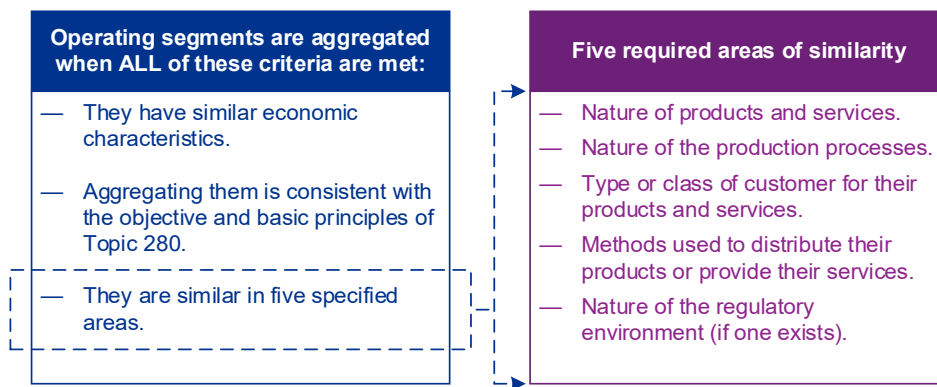 Operating segments are aggregated
when ALL of these criteria are met:
— They have similar economic
characteristics.
— Aggregating them is consistent with
the objective and basic principles of
Topic 280.
— They are similar in five specified
areas.
Five required areas of similarity
— Nature of products and services.
— Nature of the production processes.
— Type or class of customer for their
products and services.
— Methods used to distribute their
products or provide their services.
— Nature of the regulatory
environment (if one exists).